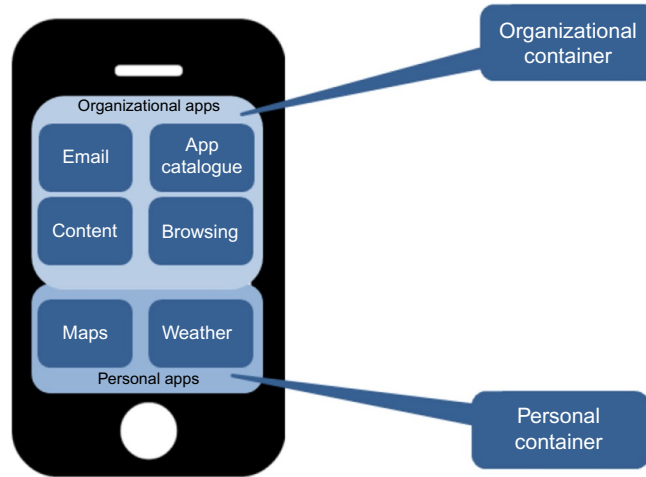 Organizational
container
Organizational apps
Email
App
catalogue
Content
Browsing
Maps
Weather
Personal apps
Personal
container